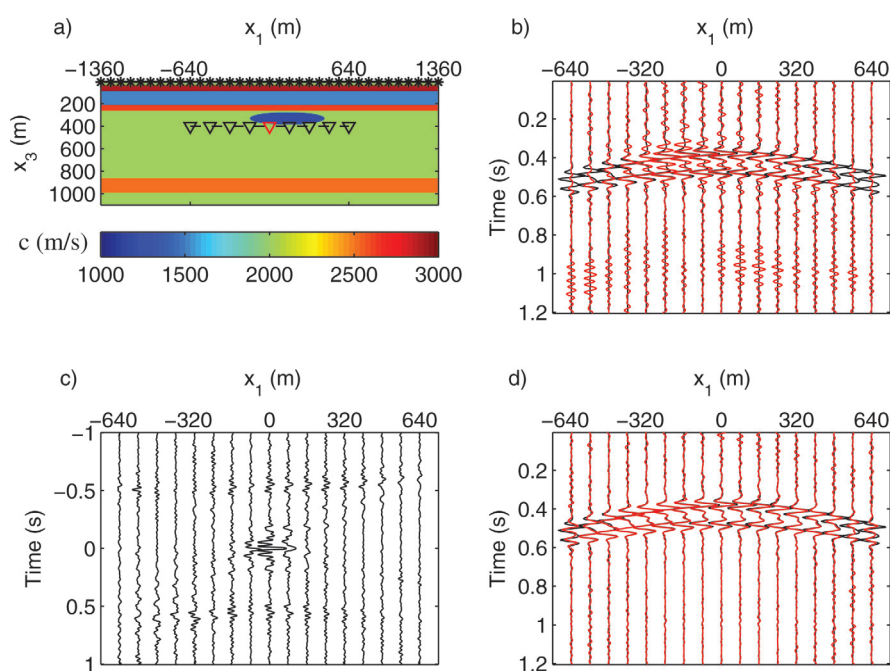 a)
x1 (m)
−1360 −640 640 1360
200
400
600
800
1000
x3 (m)
c (m/s)
1000 1500 2000 2500 3000
b)
x1 (m)
−640 −320 0 320 640
0.2
0.4
0.6
0.8
1
1.2
Time (s)
c)
x1 (m)
−640 −320 0 320 640
−1
−0.5
0
0.5
1
Time (s)
d)
x1 (m)
−640 −320 0 320 640
0.2
0.4
0.6
0.8
1
1.2
Time (s)